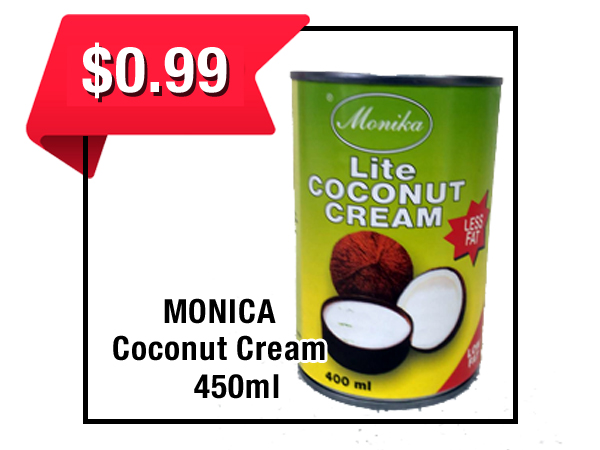 $0.99
® Monika
Lite
COCONUT
CREAM
LESS
FAT
400 ml
MONICA
Coconut Cream
450ml